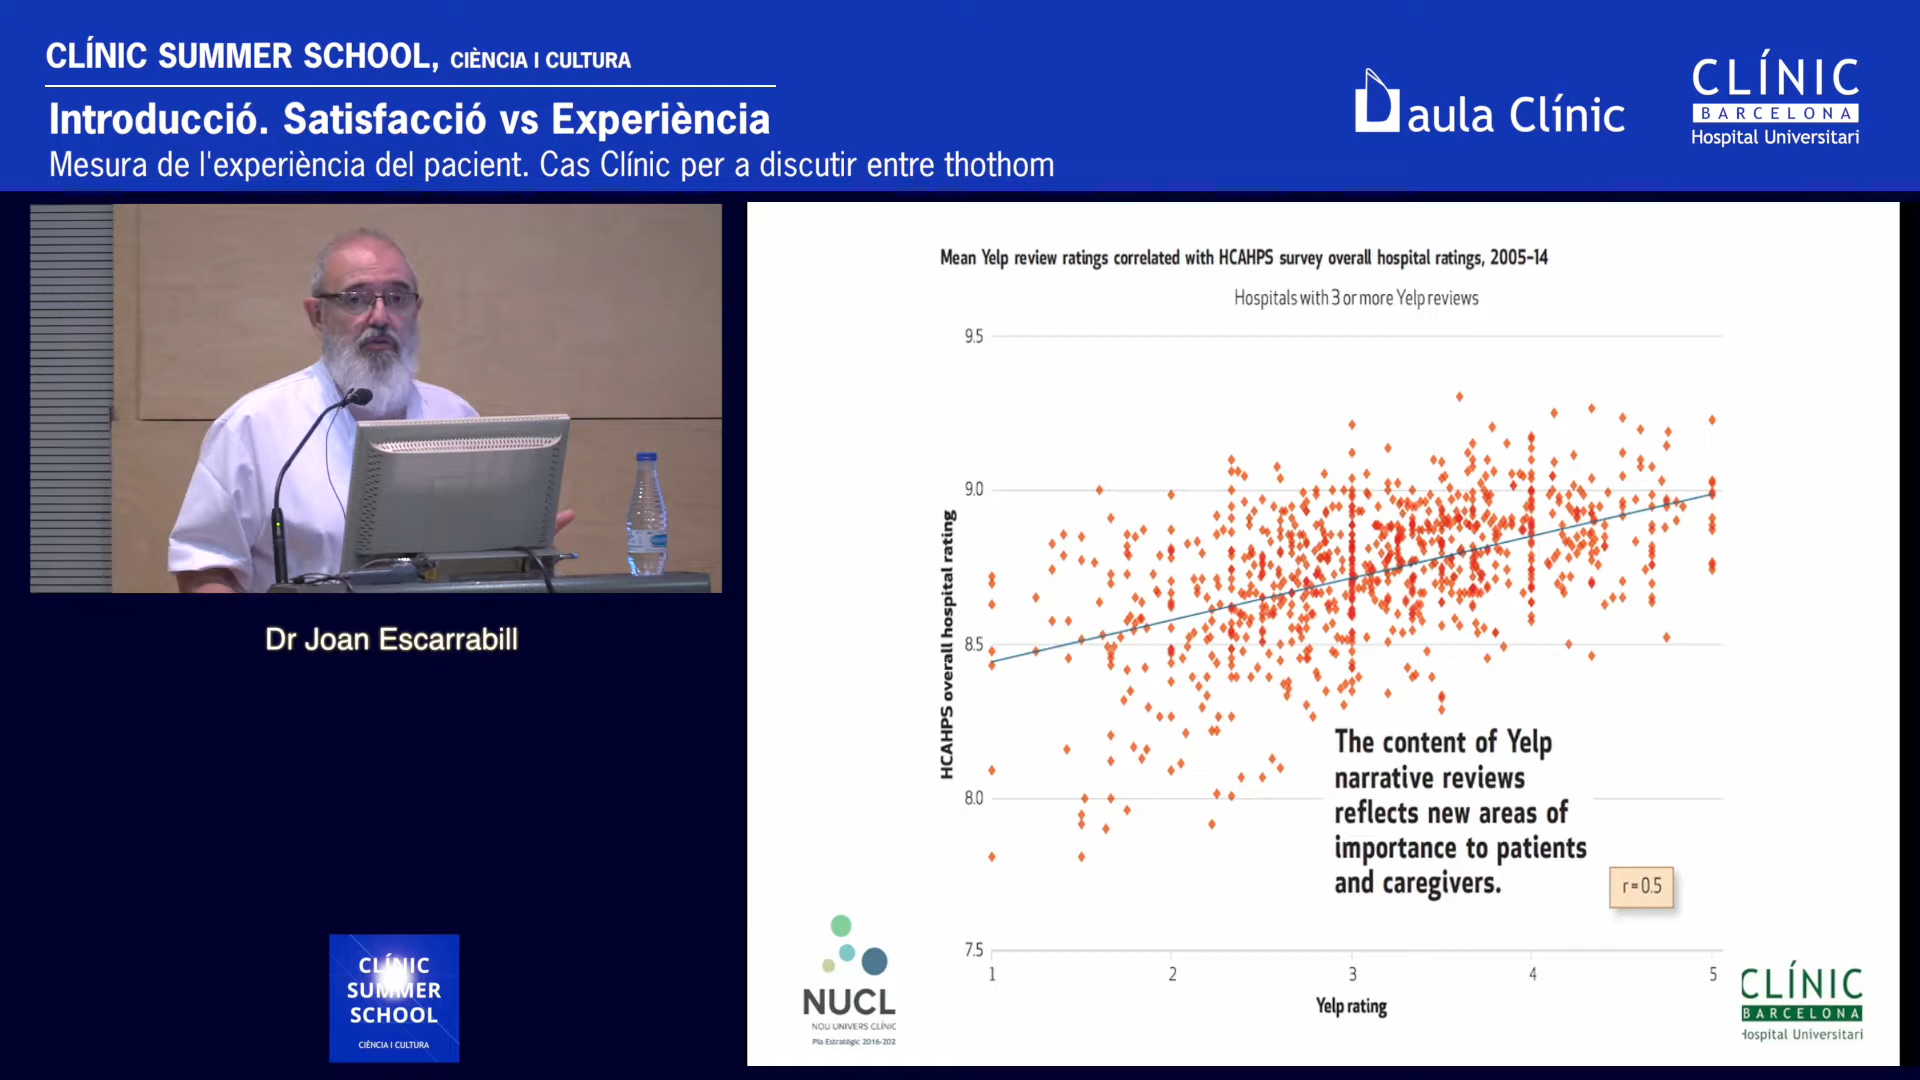 CLÍNIC SUMMER SCHOOL, CIÈNCIA I CULTURA
Introducció. Satisfacció vs Experiència
Mesura de l'experiència del pacient. Cas Clínic per a discutir entre thothom
aula Clínic
CLÍNIC
BARCELONA
Hospital Universitari
Dr Joan Escarrabill
CLÍNIC
SUMMER
SCHOOL
CIÈNCIA I CULTURA
Mean Yelp review ratings correlated with HCAHPS survey overall hospital ratings, 2005-14
Hospitals with 3 or more Yelp reviews
HCAHPS overall hospital rating
9.5
9.0
8.5
8.0
7.5
1 2 3 4 5
Yelp rating
The content of Yelp
narrative reviews
reflects new areas of
importance to patients
and caregivers.
r=0.5
NUCL
NOU UNIVERS CLÍNIC
Pla Estratègic 2016-202
CLÍNIC
BARCELONA
Hospital Universitari